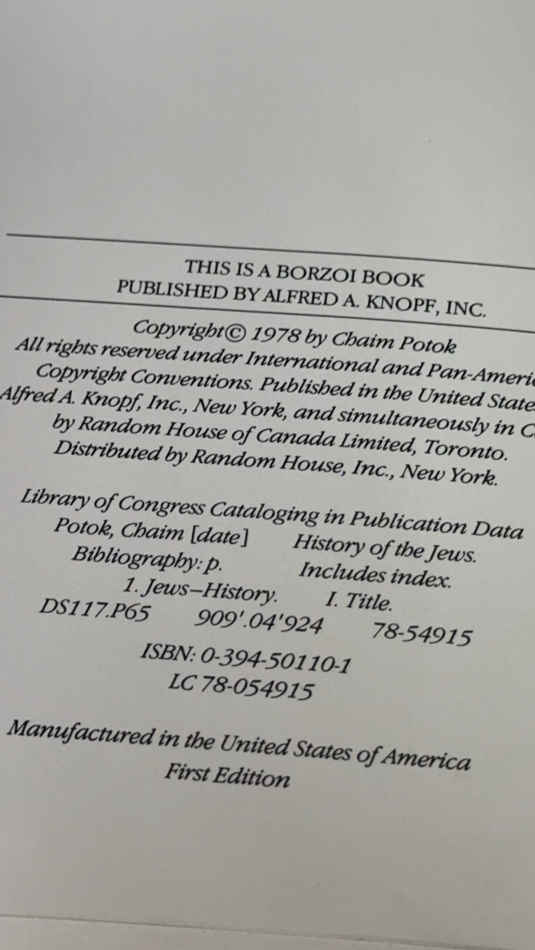 THIS IS A BORZOI BOOK
PUBLISHED BY ALFRED A. KNOPF, INC.
Copyright© 1978 by Chaim Potok
All rights reserved under International and Pan-Americ
Copyright Conventions. Published in the United State
Alfred A. Knopf, Inc., New York, and simultaneously in C
by Random House of Canada Limited, Toronto.
Distributed by Random House, Inc., New York.
Library of Congress Cataloging in Publication Data
Potok, Chaim [date] History of the Jews.
Bibliography: p. Includes index.
1. Jews—History. I. Title.
DS117.P65 909'.04'924 78-54915
ISBN: 0-394-50110-1
LC 78-054915
Manufactured in the United States of America
First Edition